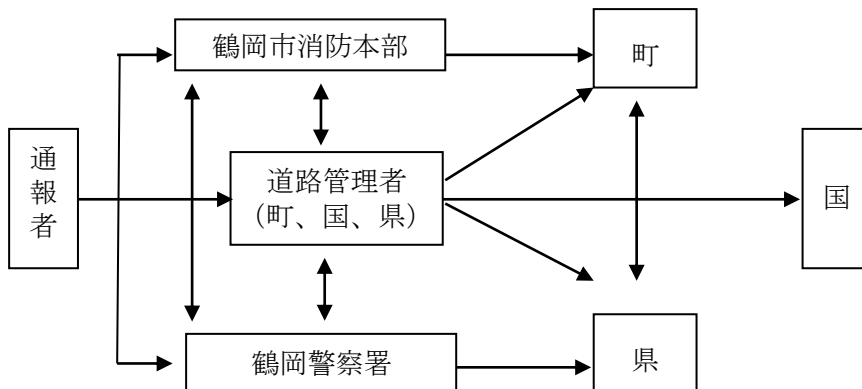 鶴岡市消防本部
町
通報者
道路管理者
（町、国、県）
国
鶴岡警察署
県